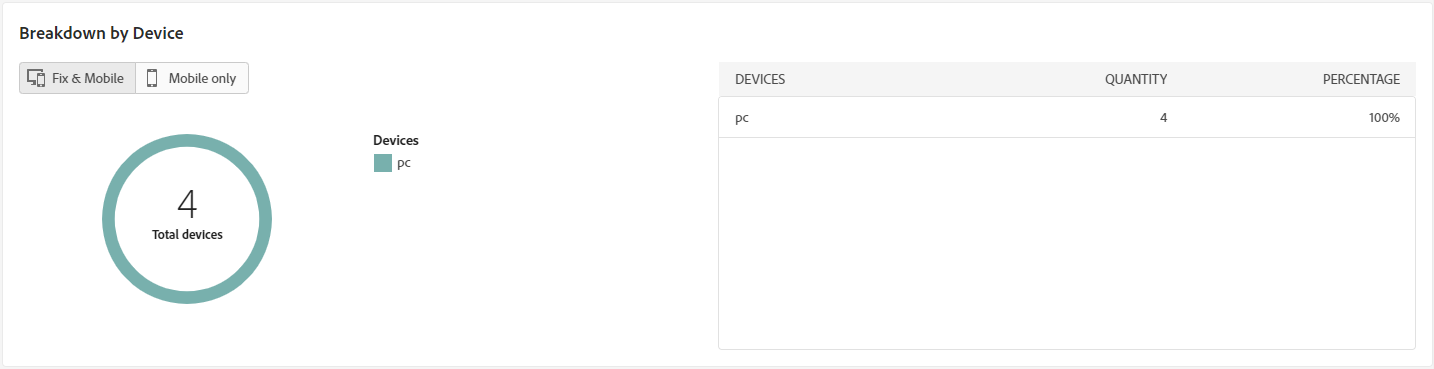 Breakdown by Device
Fix & Mobile
Mobile only
4
Total devices
Devices
pc
DEVICES QUANTITY PERCENTAGE
pc 4 100%